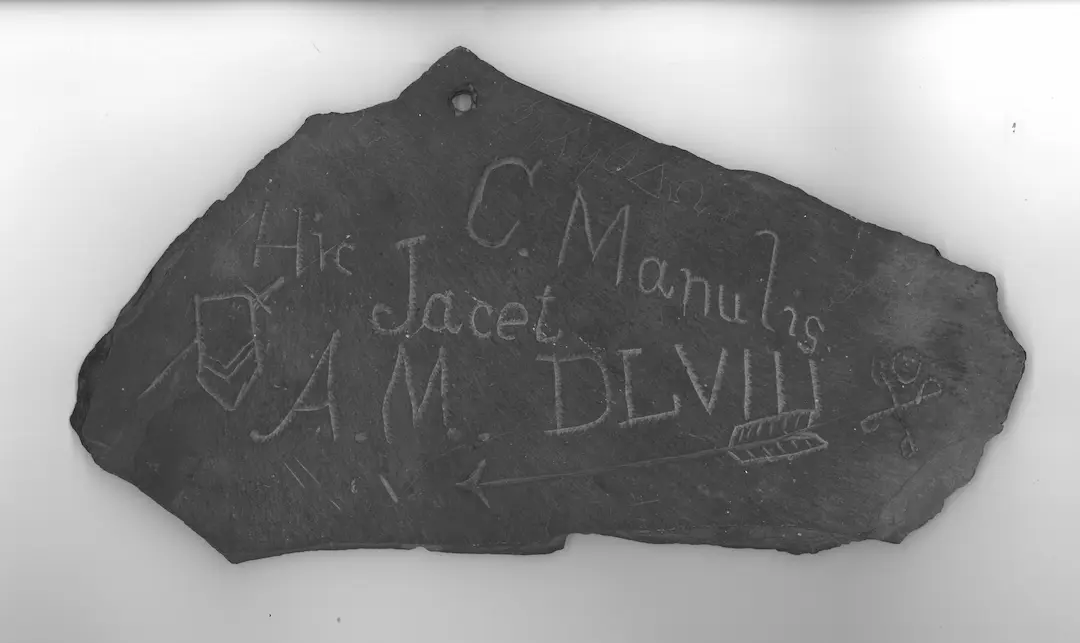 Hic
Jacet
C. Manulis
A. M. DLVIII